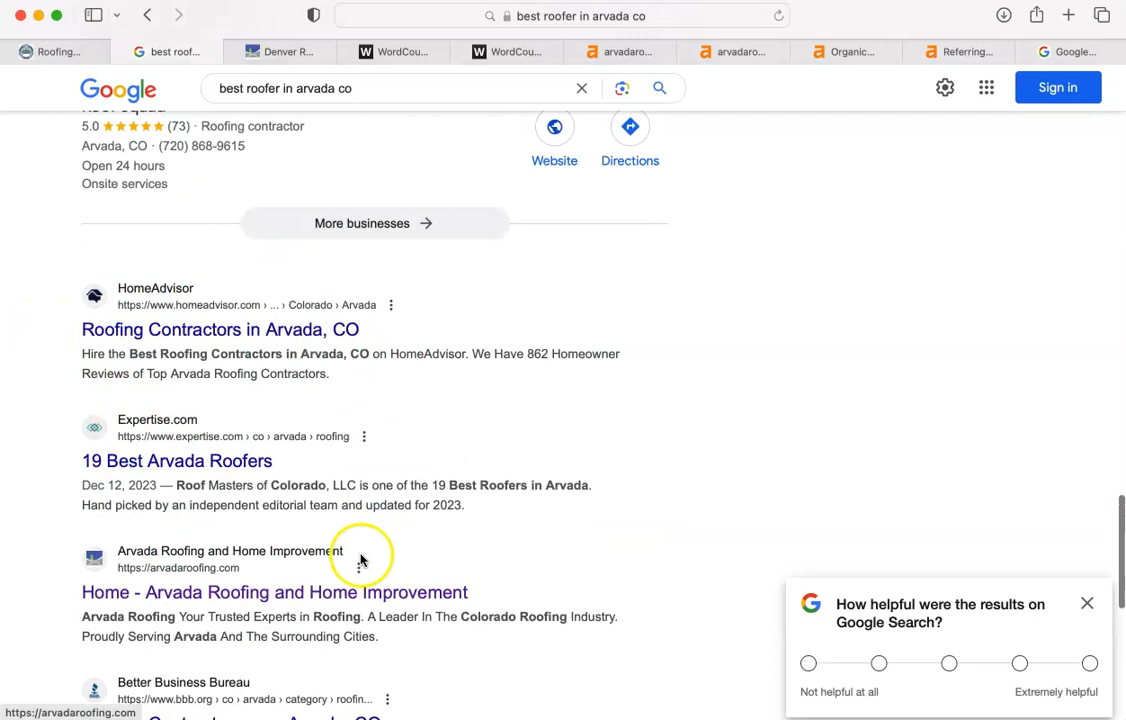 best roofer in arvada co
Roofing...
best roof...
Denver R...
WordCou...
WordCou...
arvadaro...
arvadaro...
Organic...
Referring...
Google...
Google
best roofer in arvada co
Sign in
5.0 (73) · Roofing contractor
Arvada, CO · (720) 868-9615
Open 24 hours
Onsite services
Website
Directions
More businesses
HomeAdvisor
https://www.homeadvisor.com › ... › Colorado › Arvada
Roofing Contractors in Arvada, CO
Hire the Best Roofing Contractors in Arvada, CO on HomeAdvisor. We Have 862 Homeowner
Reviews of Top Arvada Roofing Contractors.
Expertise.com
https://www.expertise.com › co › arvada › roofing
19 Best Arvada Roofers
Dec 12, 2023 — Roof Masters of Colorado, LLC is one of the 19 Best Roofers in Arvada.
Hand picked by an independent editorial team and updated for 2023.
Arvada Roofing and Home Improvement
https://arvadaroofing.com
Home - Arvada Roofing and Home Improvement
Arvada Roofing Your Trusted Experts in Roofing. A Leader In The Colorado Roofing Industry.
Proudly Serving Arvada And The Surrounding Cities.
Better Business Bureau
https://www.bbb.org › co › arvada › category › roofin...
https://arvadaroofing.com
How helpful were the results on
Google Search?
Not helpful at all
Extremely helpful